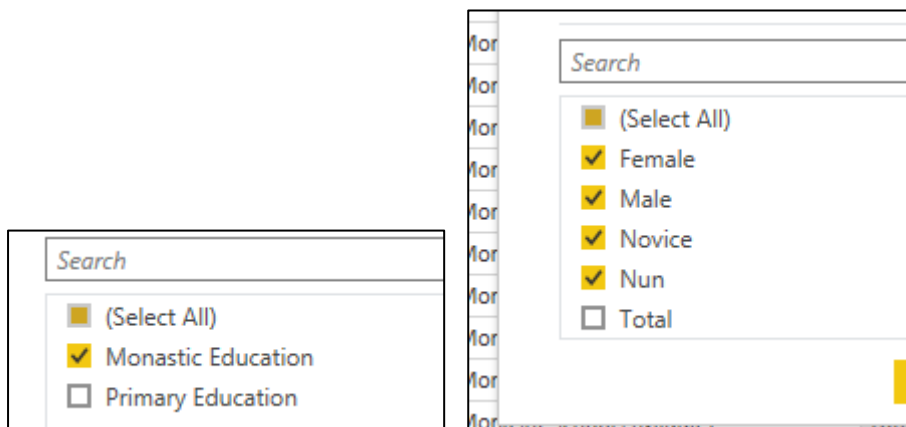 Search
(Select All)
Monastic Education
Primary Education
Search
(Select All)
Female
Male
Novice
Nun
Total